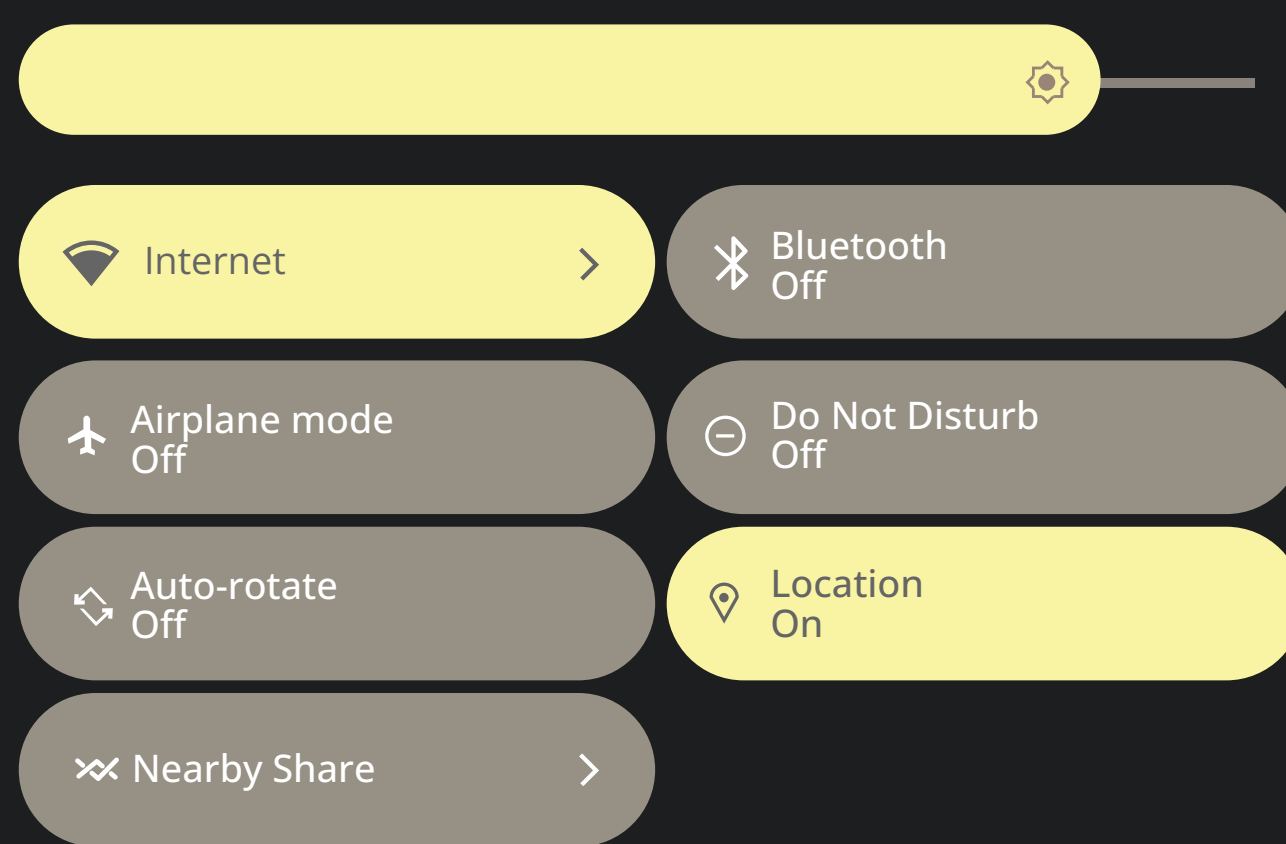 Internet
Bluetooth
Off
Airplane mode
Off
Do Not Disturb
Off
Auto-rotate
Off
Location
On
Nearby Share